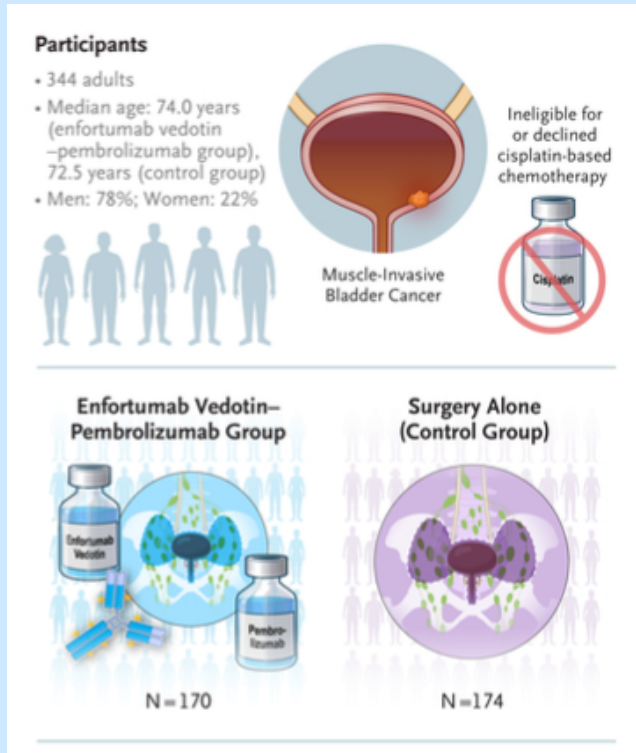 Participants
• 344 adults
• Median age: 74.0 years
(enfortumab vedotin
–pembrolizumab group),
72.5 years (control group)
• Men: 78%; Women: 22%
Muscle-Invasive
Bladder Cancer
Ineligible for
or declined
cisplatin-based
chemotherapy
Cisplatin
Enfortumab Vedotin–
Pembrolizumab Group
Enfortumab
Vedotin
Pembro-
lizumab
N=170
Surgery Alone
(Control Group)
N=174